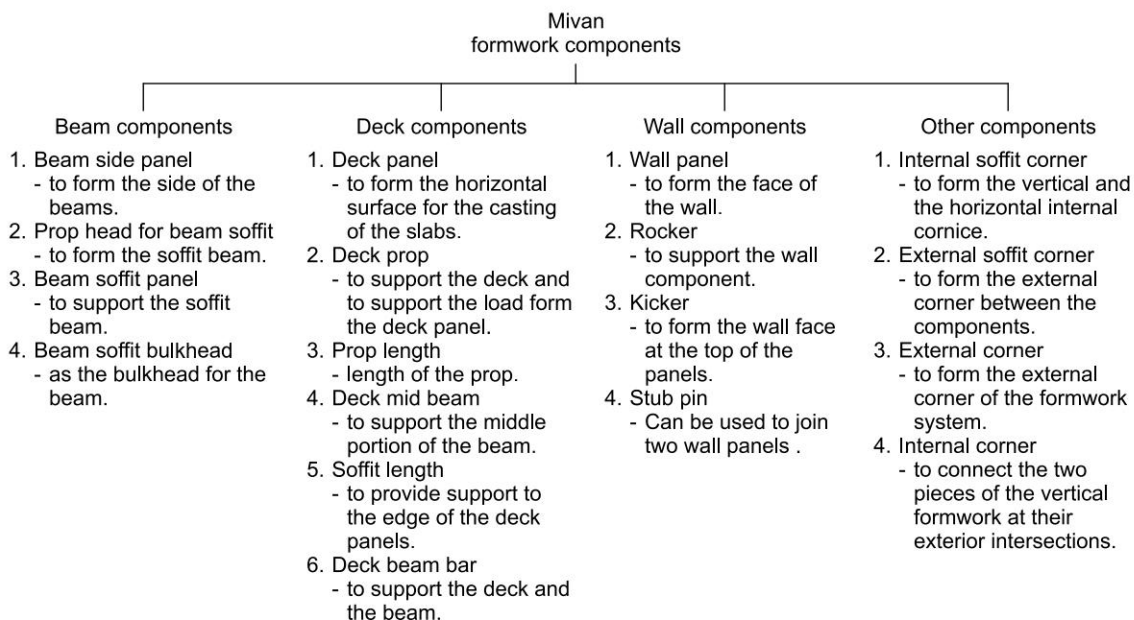 Mivan
formwork components
Beam components
1. Beam side panel
- to form the side of the
beams.
2. Prop head for beam soffit
- to form the soffit beam.
3. Beam soffit panel
- to support the soffit
beam.
4. Beam soffit bulkhead
- as the bulkhead for the
beam.
Deck components
1. Deck panel
- to form the horizontal
surface for the casting
of the slabs.
2. Deck prop
- to support the deck and
to support the load form
the deck panel.
3. Prop length
- length of the prop.
4. Deck mid beam
- to support the middle
portion of the beam.
5. Soffit length
- to provide support to
the edge of the deck
panels.
6. Deck beam bar
- to support the deck and
the beam.
Wall components
1. Wall panel
- to form the face of
the wall.
2. Rocker
- to support the wall
component.
3. Kicker
- to form the wall face
at the top of the
panels.
4. Stub pin
- Can be used to join
two wall panels .
Other components
1. Internal soffit corner
- to form the vertical and
the horizontal internal
cornice.
2. External soffit corner
- to form the external
corner between the
components.
3. External corner
- to form the external
corner of the formwork
system.
4. Internal corner
- to connect the two
pieces of the vertical
formwork at their
exterior intersections.